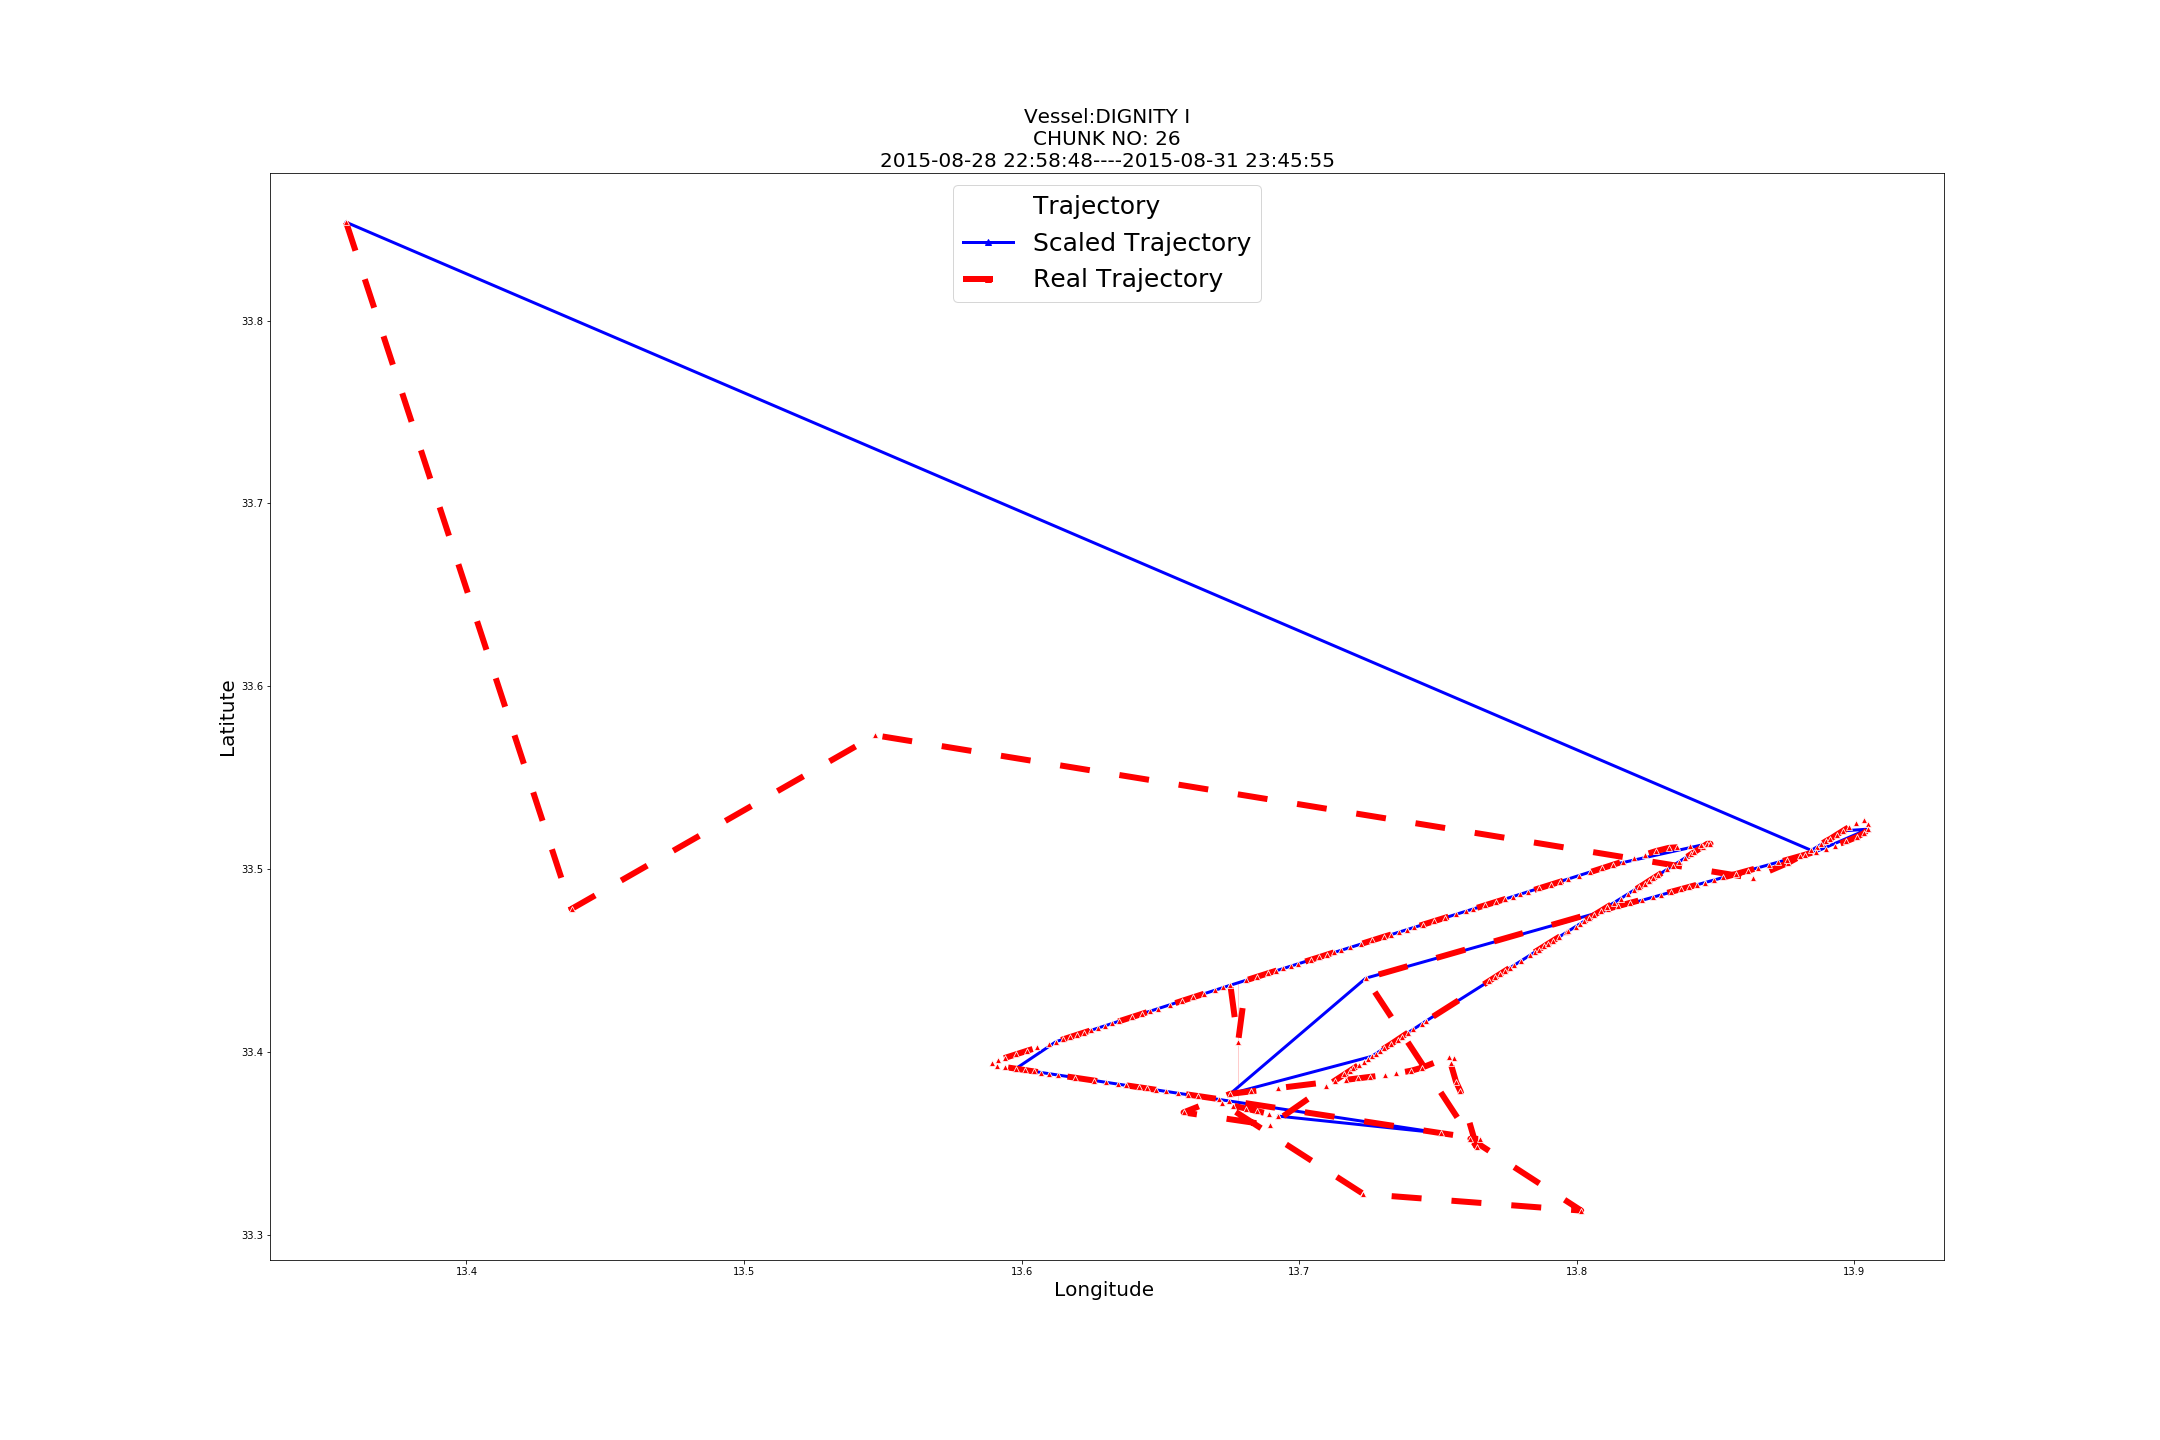 Vessel:DIGNITY I
CHUNK NO: 26
2015-08-28 22:58:48----2015-08-31 23:45:55
Trajectory
Scaled Trajectory
Real Trajectory
33.8
33.7
33.6
33.5
33.4
33.3
Latitute
13.4 13.5 13.6 13.7 13.8 13.9
Longitude